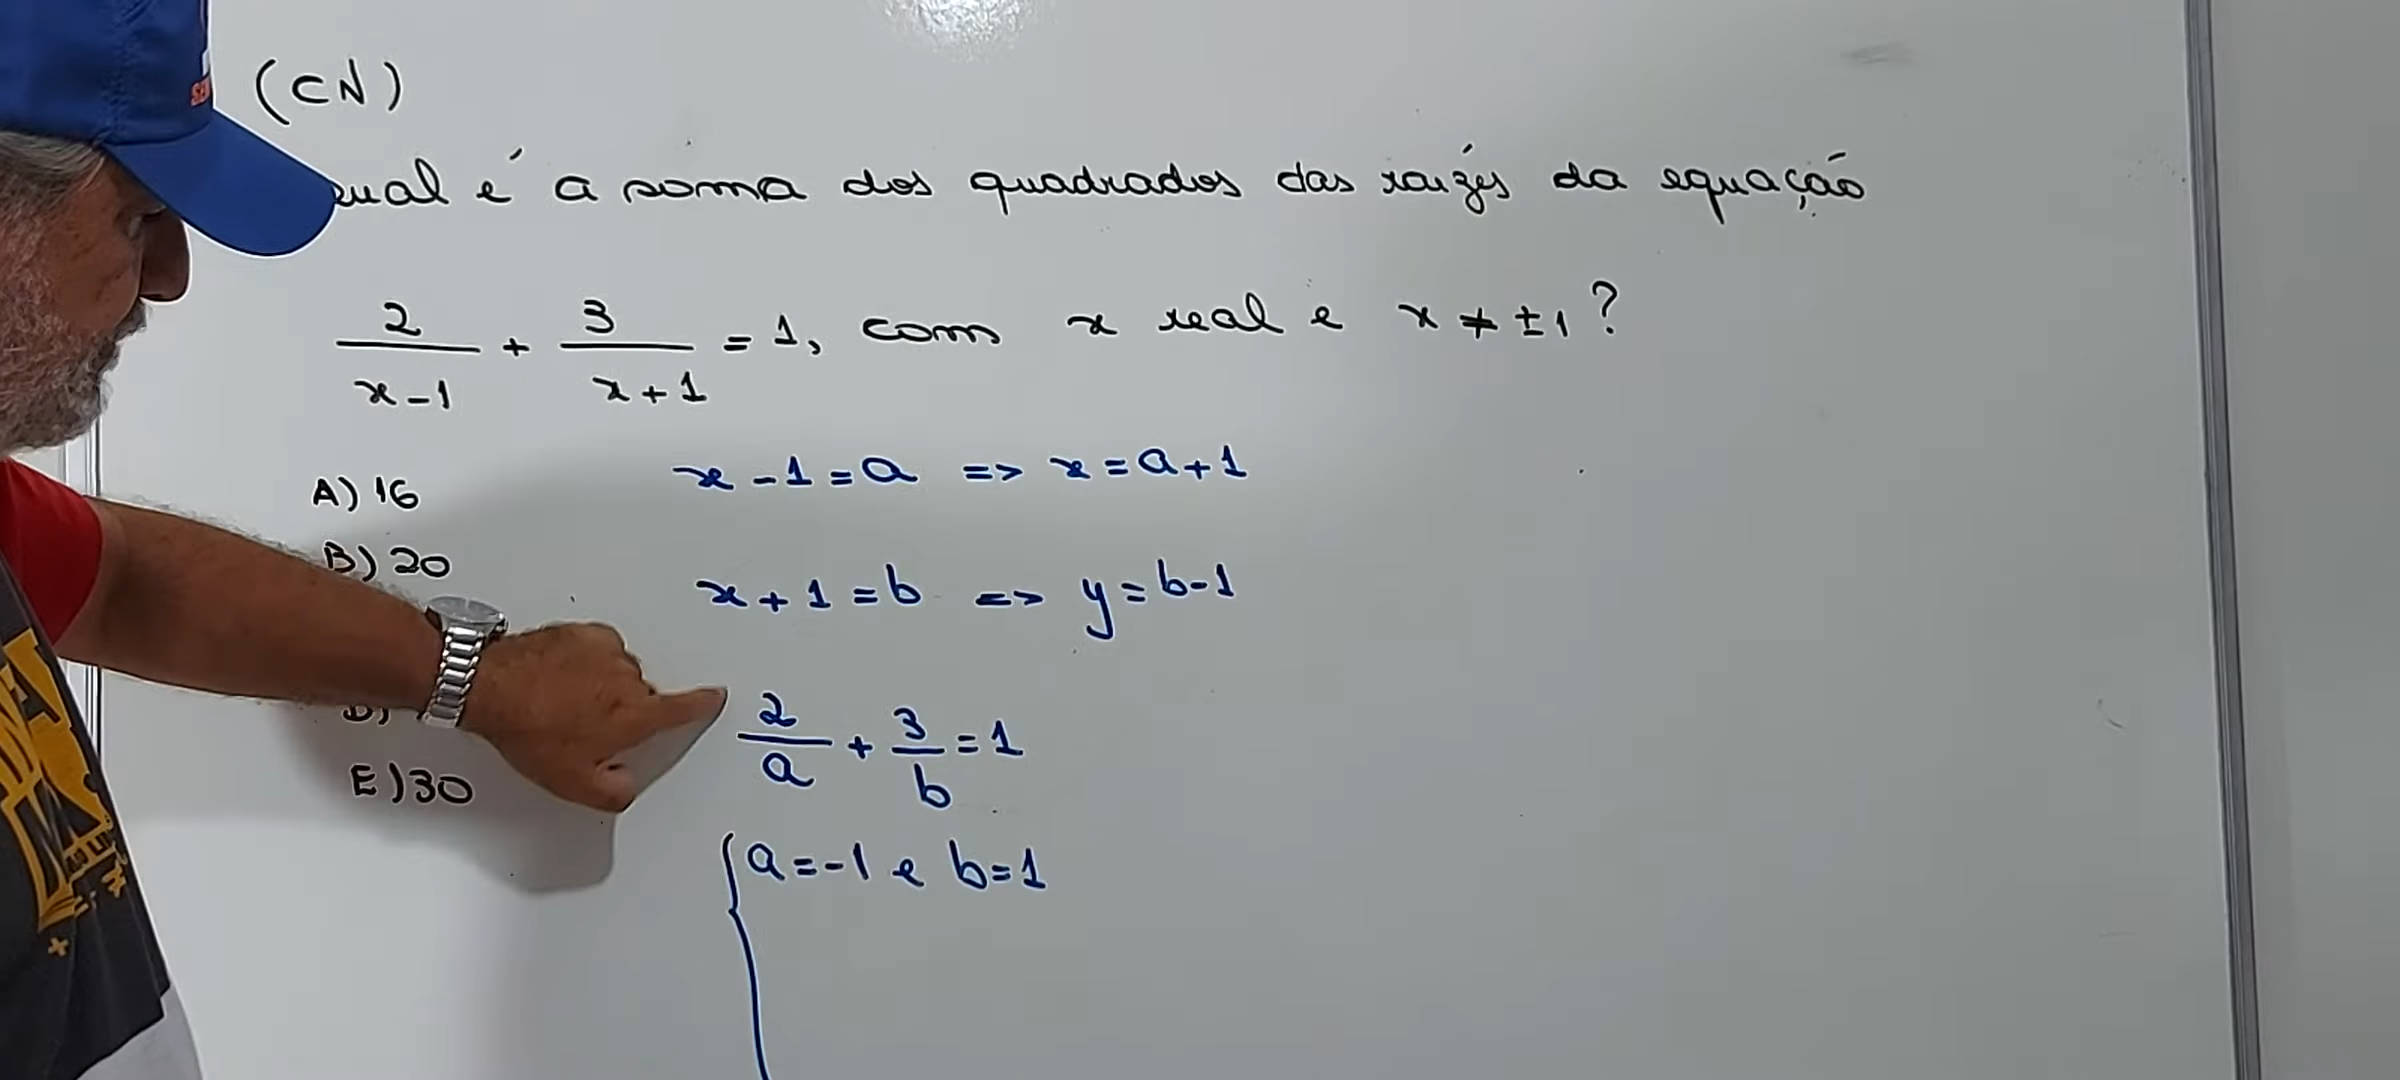 (CN)
qual é a soma dos quadrados das raízes da equação
2/(x-1) + 3/(x+1) = 1, com x real e x ≠ ±1?
A) 16
x - 1 = a => x = a + 1
B) 20
x + 1 = b => y = b - 1
D)
2/a + 3/b = 1
E) 30
{ a = -1 e b = 1